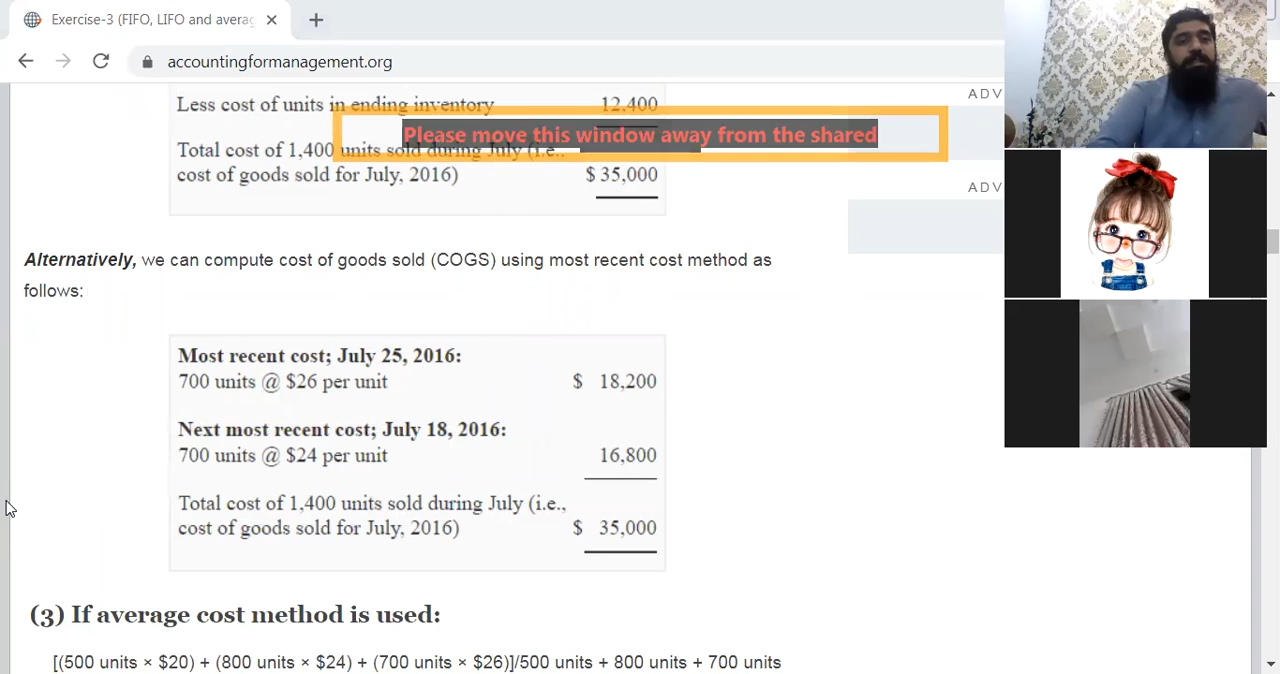 Exercise-3 (FIFO, LIFO and averag
accountingformanagement.org
ADV
Less cost of units in ending inventory 12,400
Please move this window away from the shared
Total cost of 1,400 units sold during July (i.e.,
cost of goods sold for July, 2016) $ 35,000
ADV
Alternatively, we can compute cost of goods sold (COGS) using most recent cost method as
follows:
Most recent cost; July 25, 2016:
700 units @ $26 per unit $ 18,200
Next most recent cost; July 18, 2016:
700 units @ $24 per unit 16,800
Total cost of 1,400 units sold during July (i.e.,
cost of goods sold for July, 2016) $ 35,000
(3) If average cost method is used:
[(500 units × $20) + (800 units × $24) + (700 units × $26)]/500 units + 800 units + 700 units